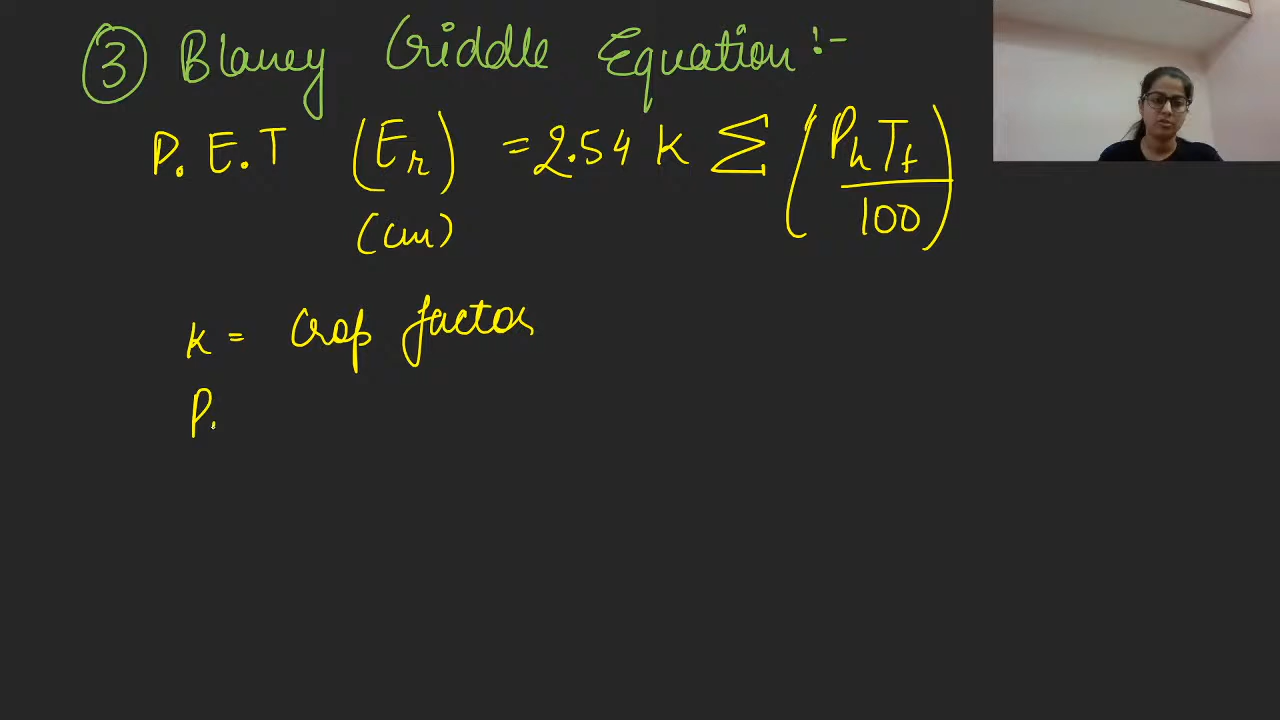 ③ Blaney Criddle Equation :-
P.E.T (Er) = 2.54 K ∑ (PhTf/100)
(cm)
K = Crop factor
P.